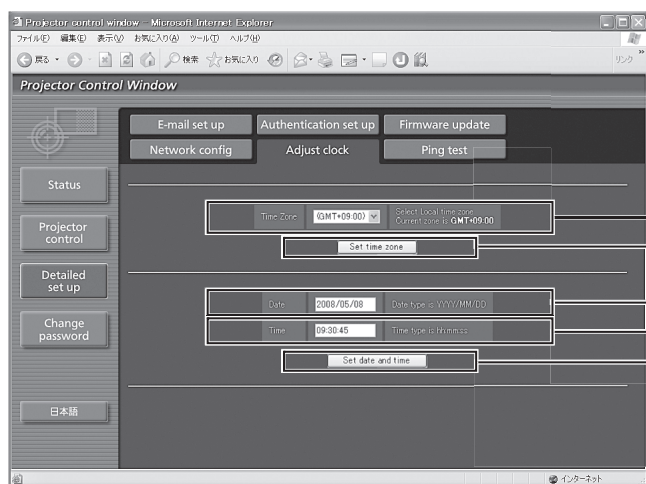 Projector control window - Microsoft Internet Explorer
ファイル(F) 編集(E) 表示(V) お気に入り(A) ツール(T) ヘルプ(H)
戻る 検索 お気に入り リンク »
Projector Control Window
E-mail set up Authentication set up Firmware update
Network config Adjust clock Ping test
Status
Projector control
Detailed set up
Change password
日本語
Time Zone (GMT+09:00) Select Local time zone
Current zone is GMT+09:00
Set time zone
Date 2008/05/08 Date type is YYYY/MM/DD
Time 09:30:45 Time type is hh:mm:ss
Set date and time
インターネット